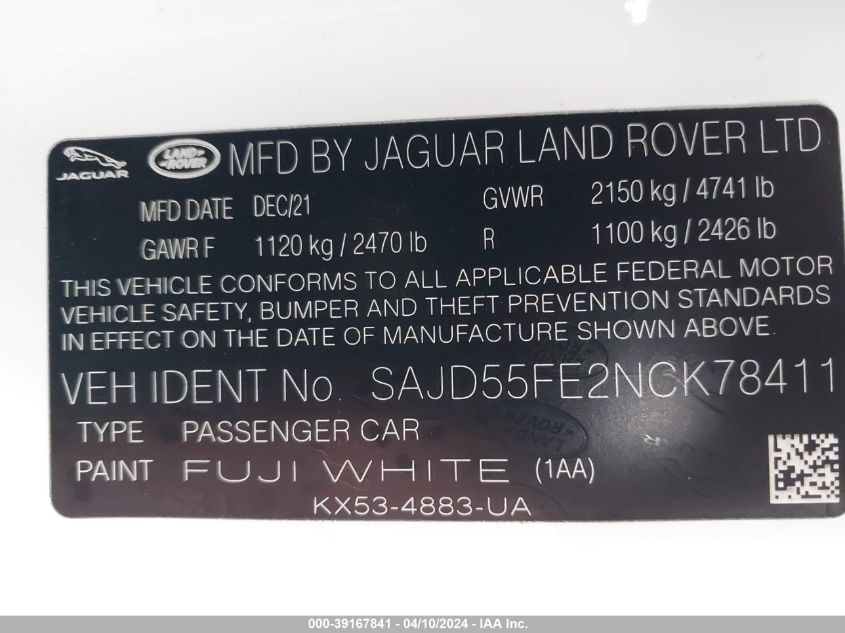 JAGUAR LAND-ROVER MFD BY JAGUAR LAND ROVER LTD
MFD DATE DEC/21 GVWR 2150 kg / 4741 lb
GAWR F 1120 kg / 2470 lb R 1100 kg / 2426 lb
THIS VEHICLE CONFORMS TO ALL APPLICABLE FEDERAL MOTOR
VEHICLE SAFETY, BUMPER AND THEFT PREVENTION STANDARDS
IN EFFECT ON THE DATE OF MANUFACTURE SHOWN ABOVE.
VEH IDENT No. SAJD55FE2NCK78411
TYPE PASSENGER CAR
PAINT FUJI WHITE (1AA)
KX53-4883-UA
000-39167841 - 04/10/2024 - IAA Inc.